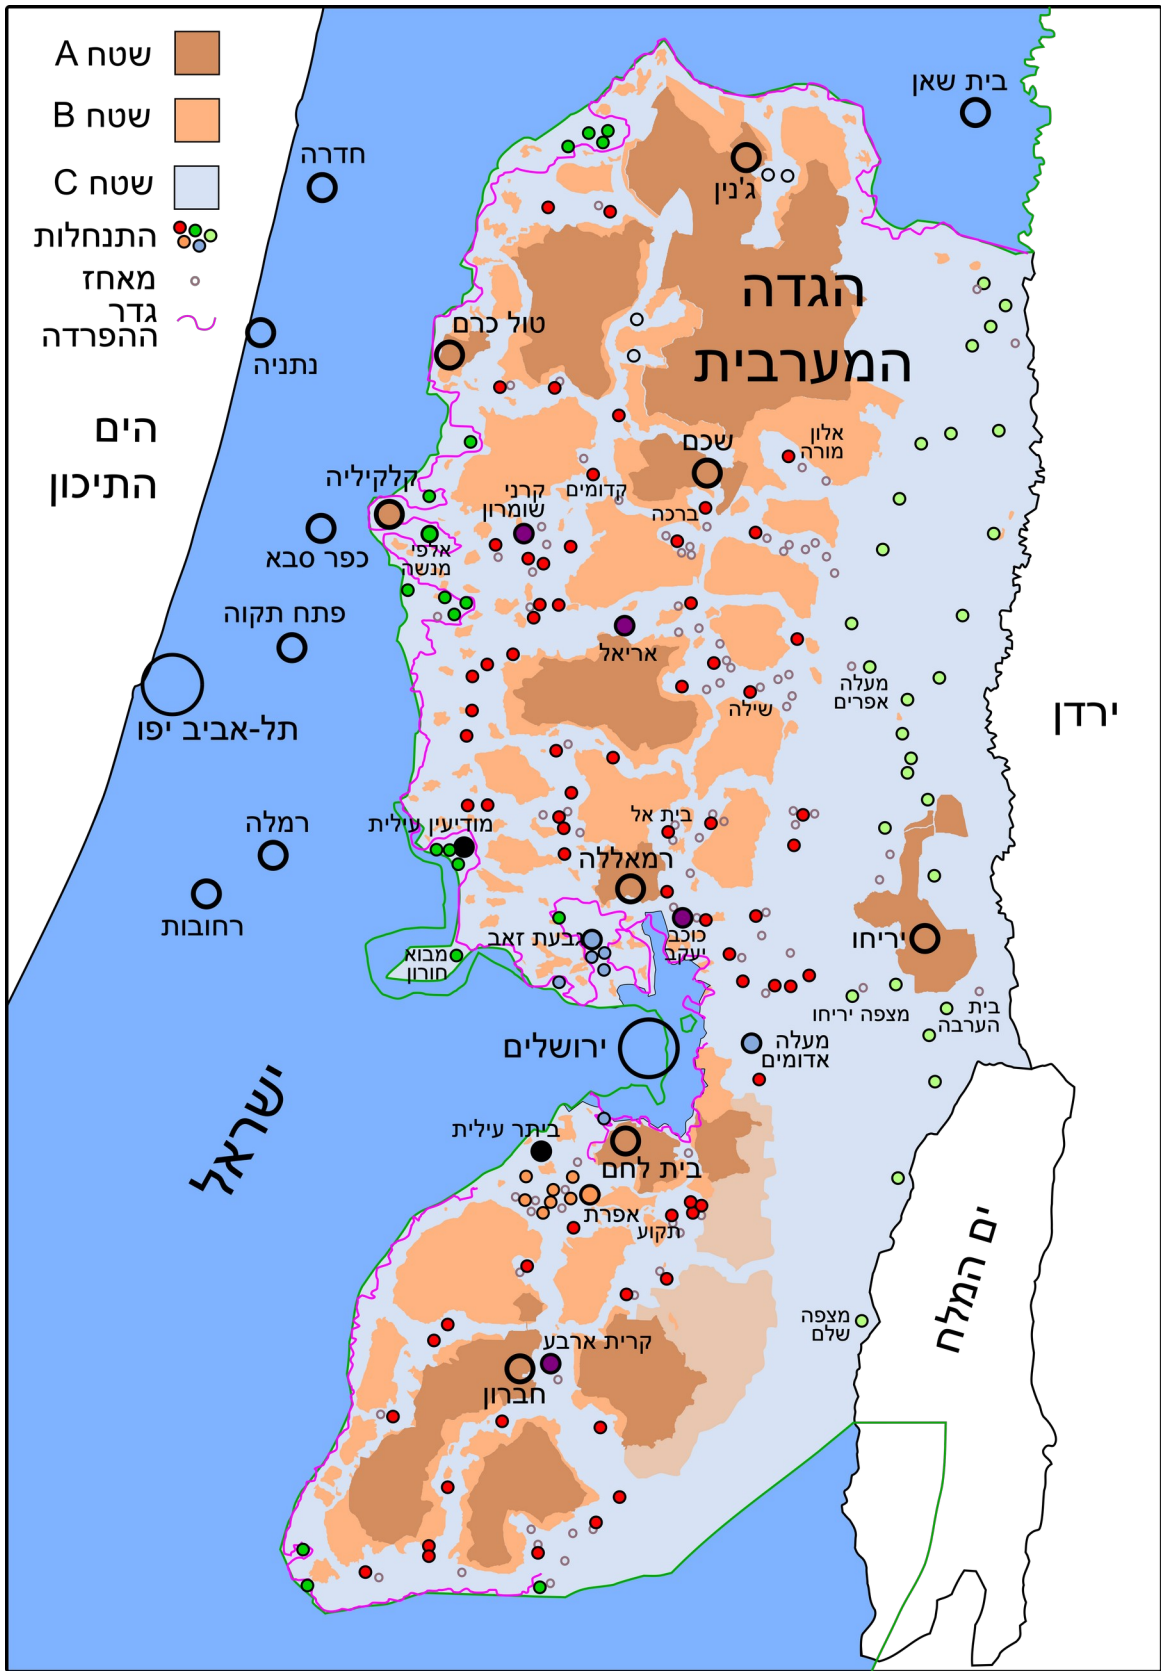 שטח A
שטח B
שטח C
התנחלות
מאחז
גדר
ההפרדה
בית שאן
חדרה
ג'נין
הגדה
המערבית
טול כרם
נתניה
הים
התיכון
שכם
אלון
מורה
קלקיליה
קדומים
קרני
שומרון
ברכה
כפר סבא
אלפי
מנשה
פתח תקוה
אריאל
מעלה
אפרים
שילה
ירדן
תל-אביב יפו
בית אל
מודיעין עילית
רמלה
רמאללה
רחובות
גבעת זאב
כוכב
יעקב
יריחו
מבוא
חורון
מצפה יריחו
בית
הערבה
ירושלים
מעלה
אדומים
ישראל
ביתר עילית
בית לחם
אפרת
תקוע
ים המלח
מצפה
שלם
קרית ארבע
חברון